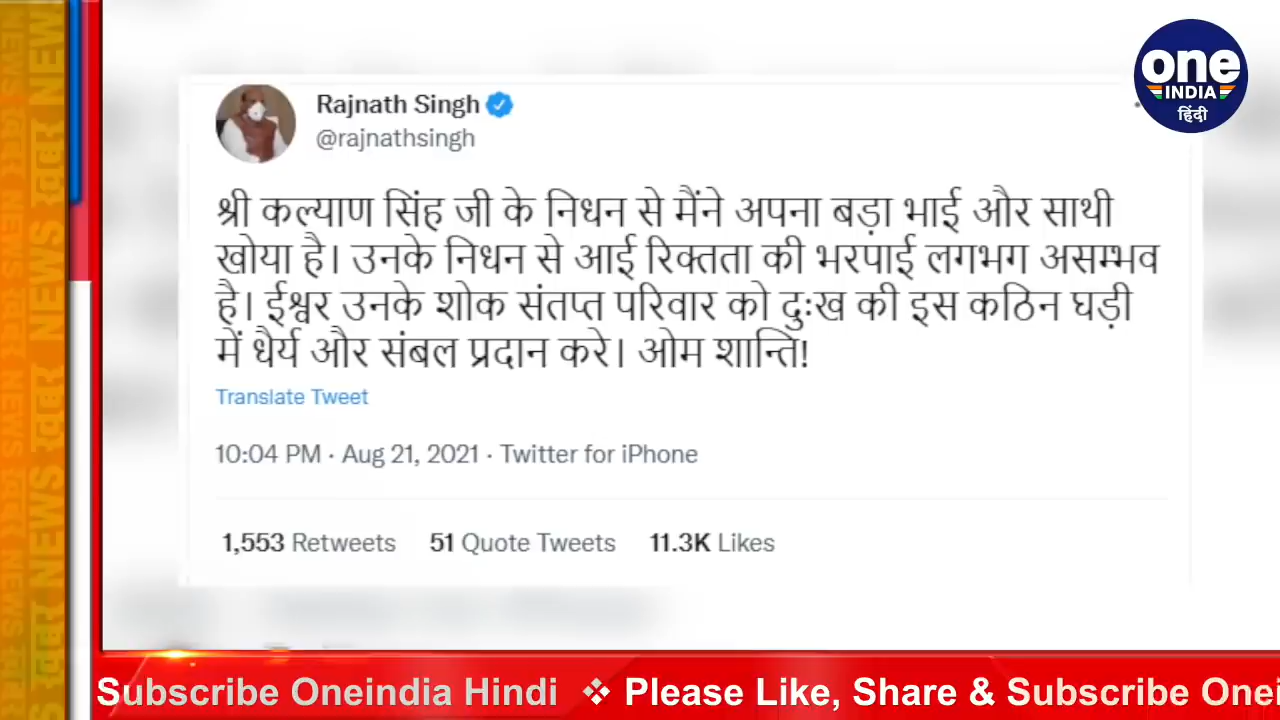 one
INDIA
हिंदी
Rajnath Singh
@rajnathsingh
श्री कल्याण सिंह जी के निधन से मैंने अपना बड़ा भाई और साथी
खोया है। उनके निधन से आई रिक्तता की भरपाई लगभग असम्भव
है। ईश्वर उनके शोक संतप्त परिवार को दुःख की इस कठिन घड़ी
में धैर्य और संबल प्रदान करे। ओम शान्ति!
Translate Tweet
10:04 PM · Aug 21, 2021 · Twitter for iPhone
1,553 Retweets 51 Quote Tweets 11.3K Likes
Subscribe Oneindia Hindi ❖ Please Like, Share & Subscribe Onei